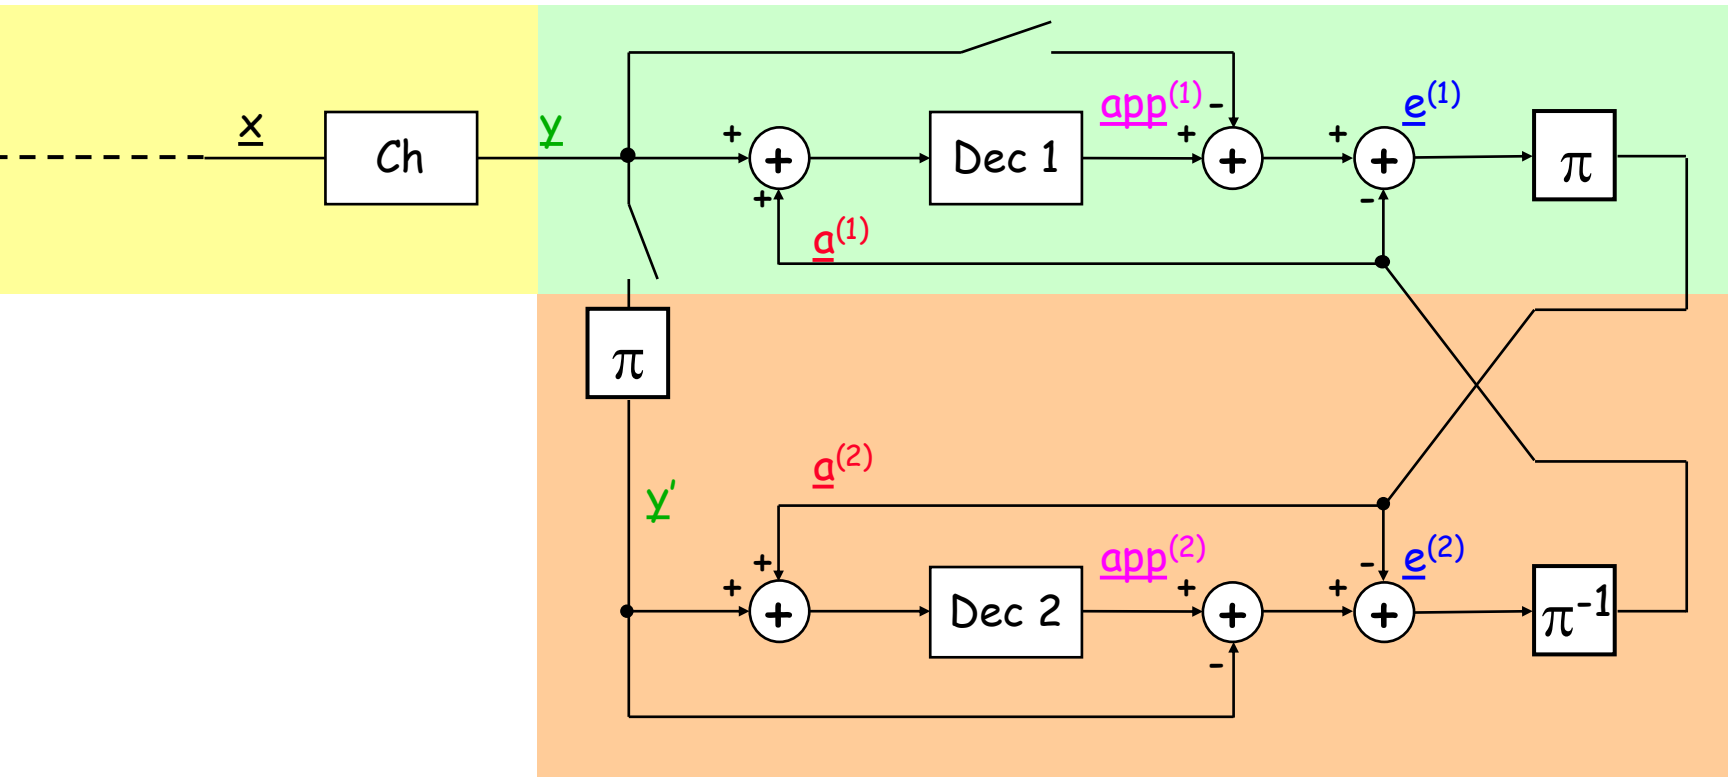 x
Ch
y
+
+
+
Dec 1
app(1)
-
+
+
+
-
+
e(1)
π
a(1)
π
y'
a(2)
+
+
+
Dec 2
app(2)
+
-
+
+
-
+
e(2)
π-1